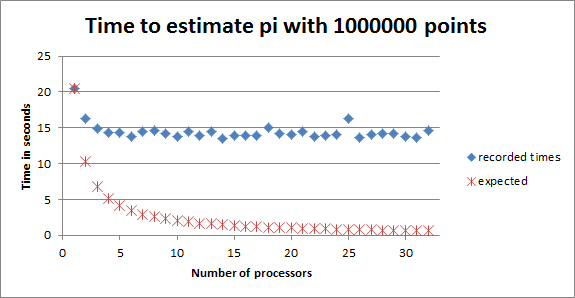 Time to estimate pi with 1000000 points
25
20
15
10
5
0
Time in seconds
0 5 10 15 20 25 30
Number of processors
recorded times
expected